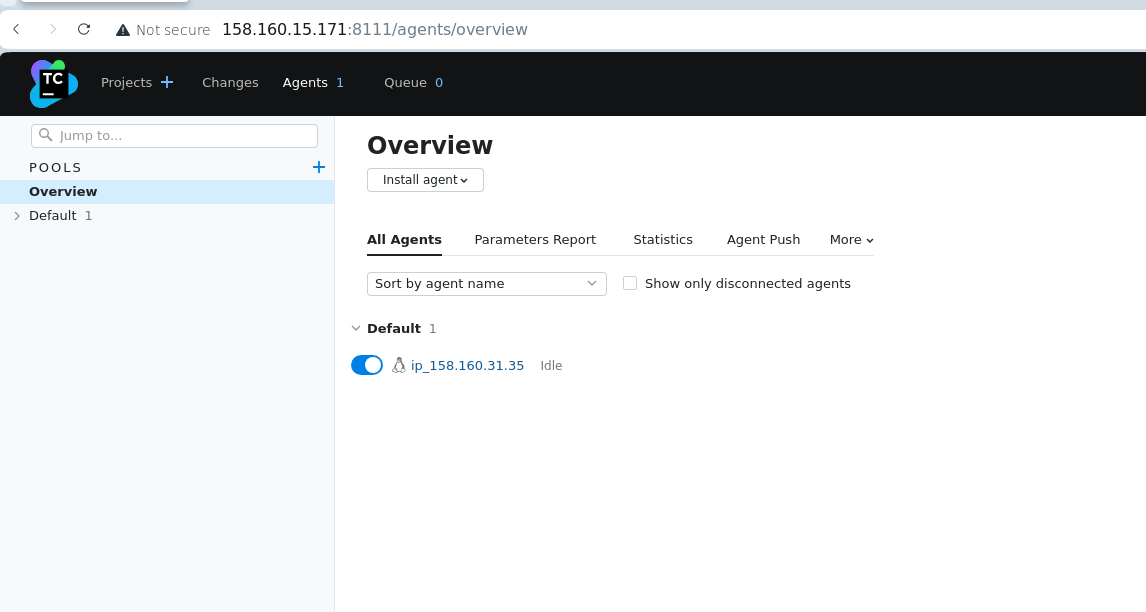 Not secure 158.160.15.171:8111/agents/overview
TC
Projects Changes Agents 1 Queue 0
Jump to...
POOLS
Overview
Default 1
Overview
Install agent
All Agents Parameters Report Statistics Agent Push More
Sort by agent name Show only disconnected agents
Default 1
ip_158.160.31.35 Idle